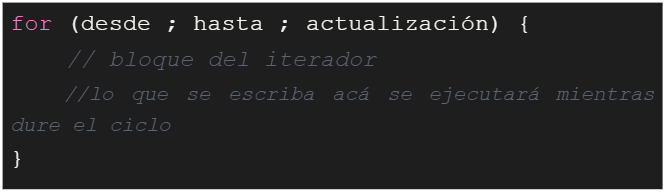 for (desde ; hasta ; actualización) {
// bloque del iterador
//lo que se escriba acá se ejecutará mientras
dure el ciclo
}